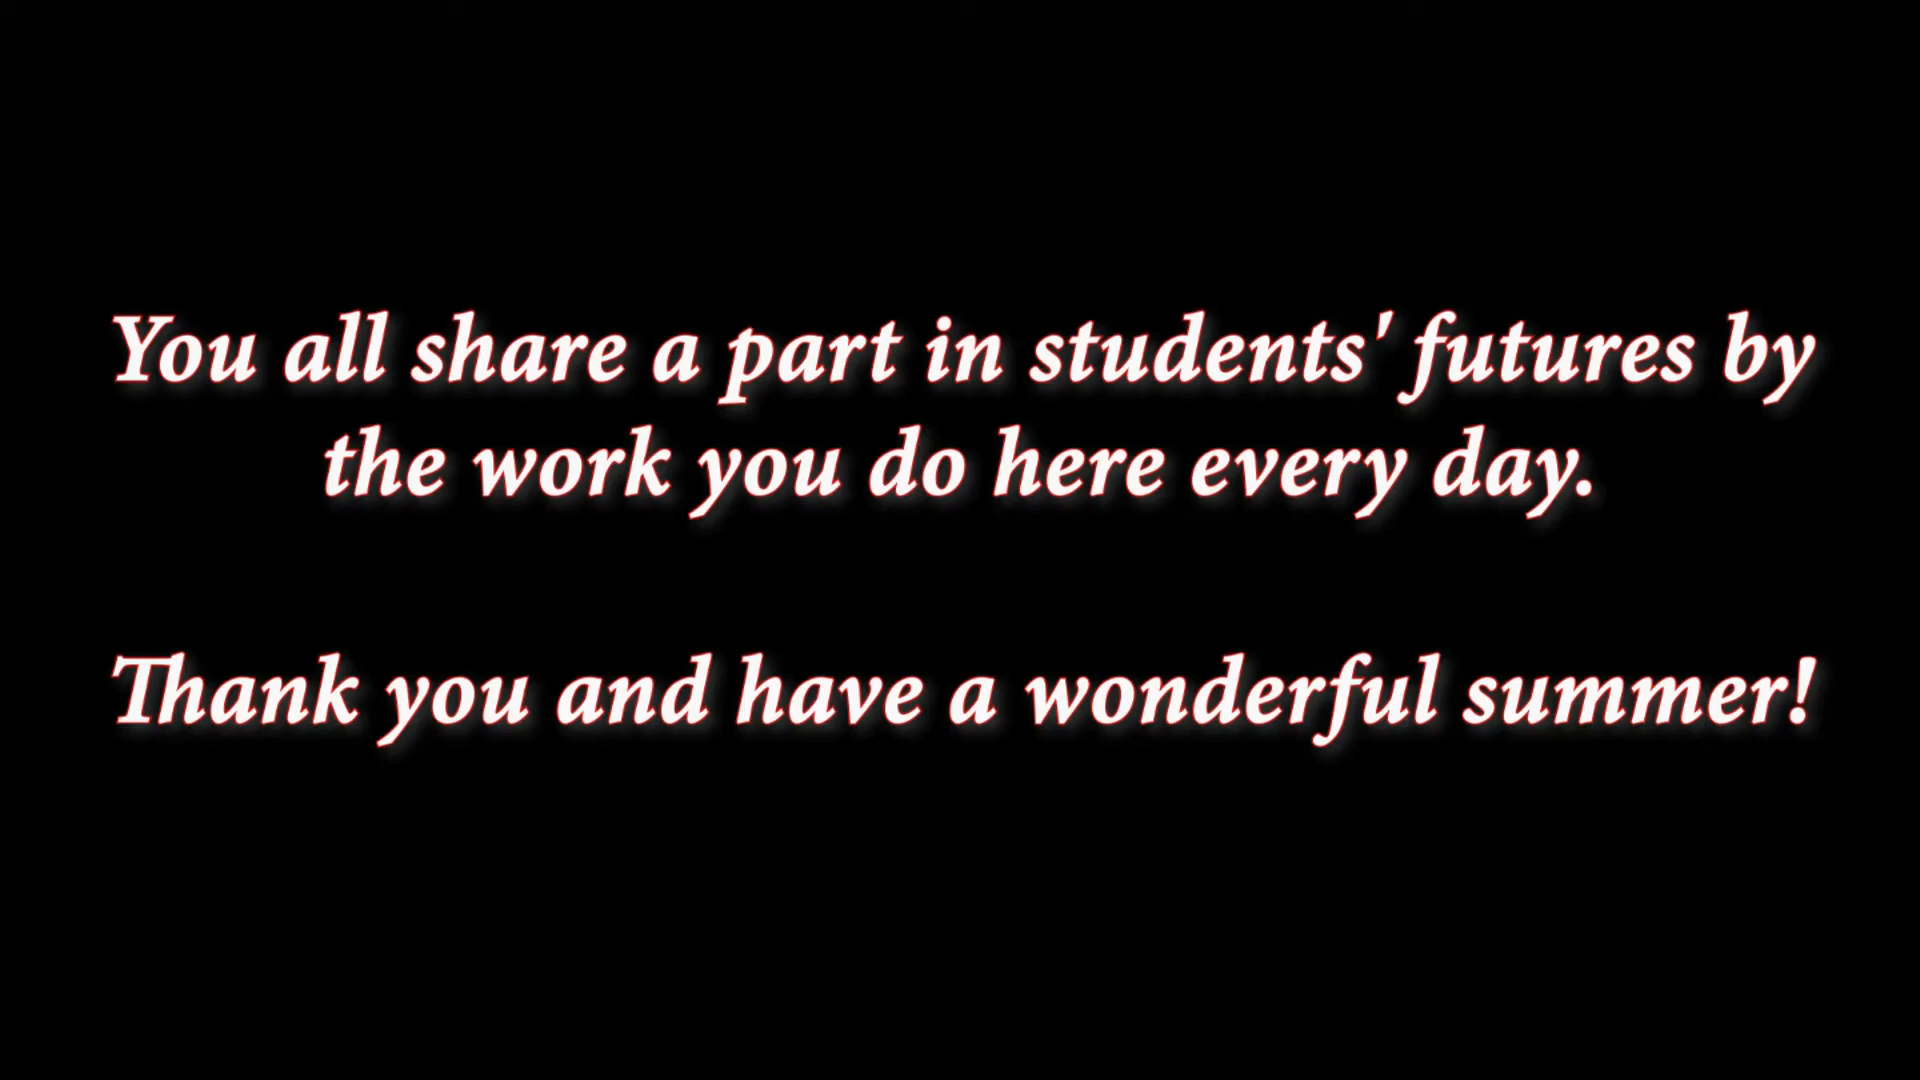 You all share a part in students' futures by
the work you do here every day.
Thank you and have a wonderful summer!